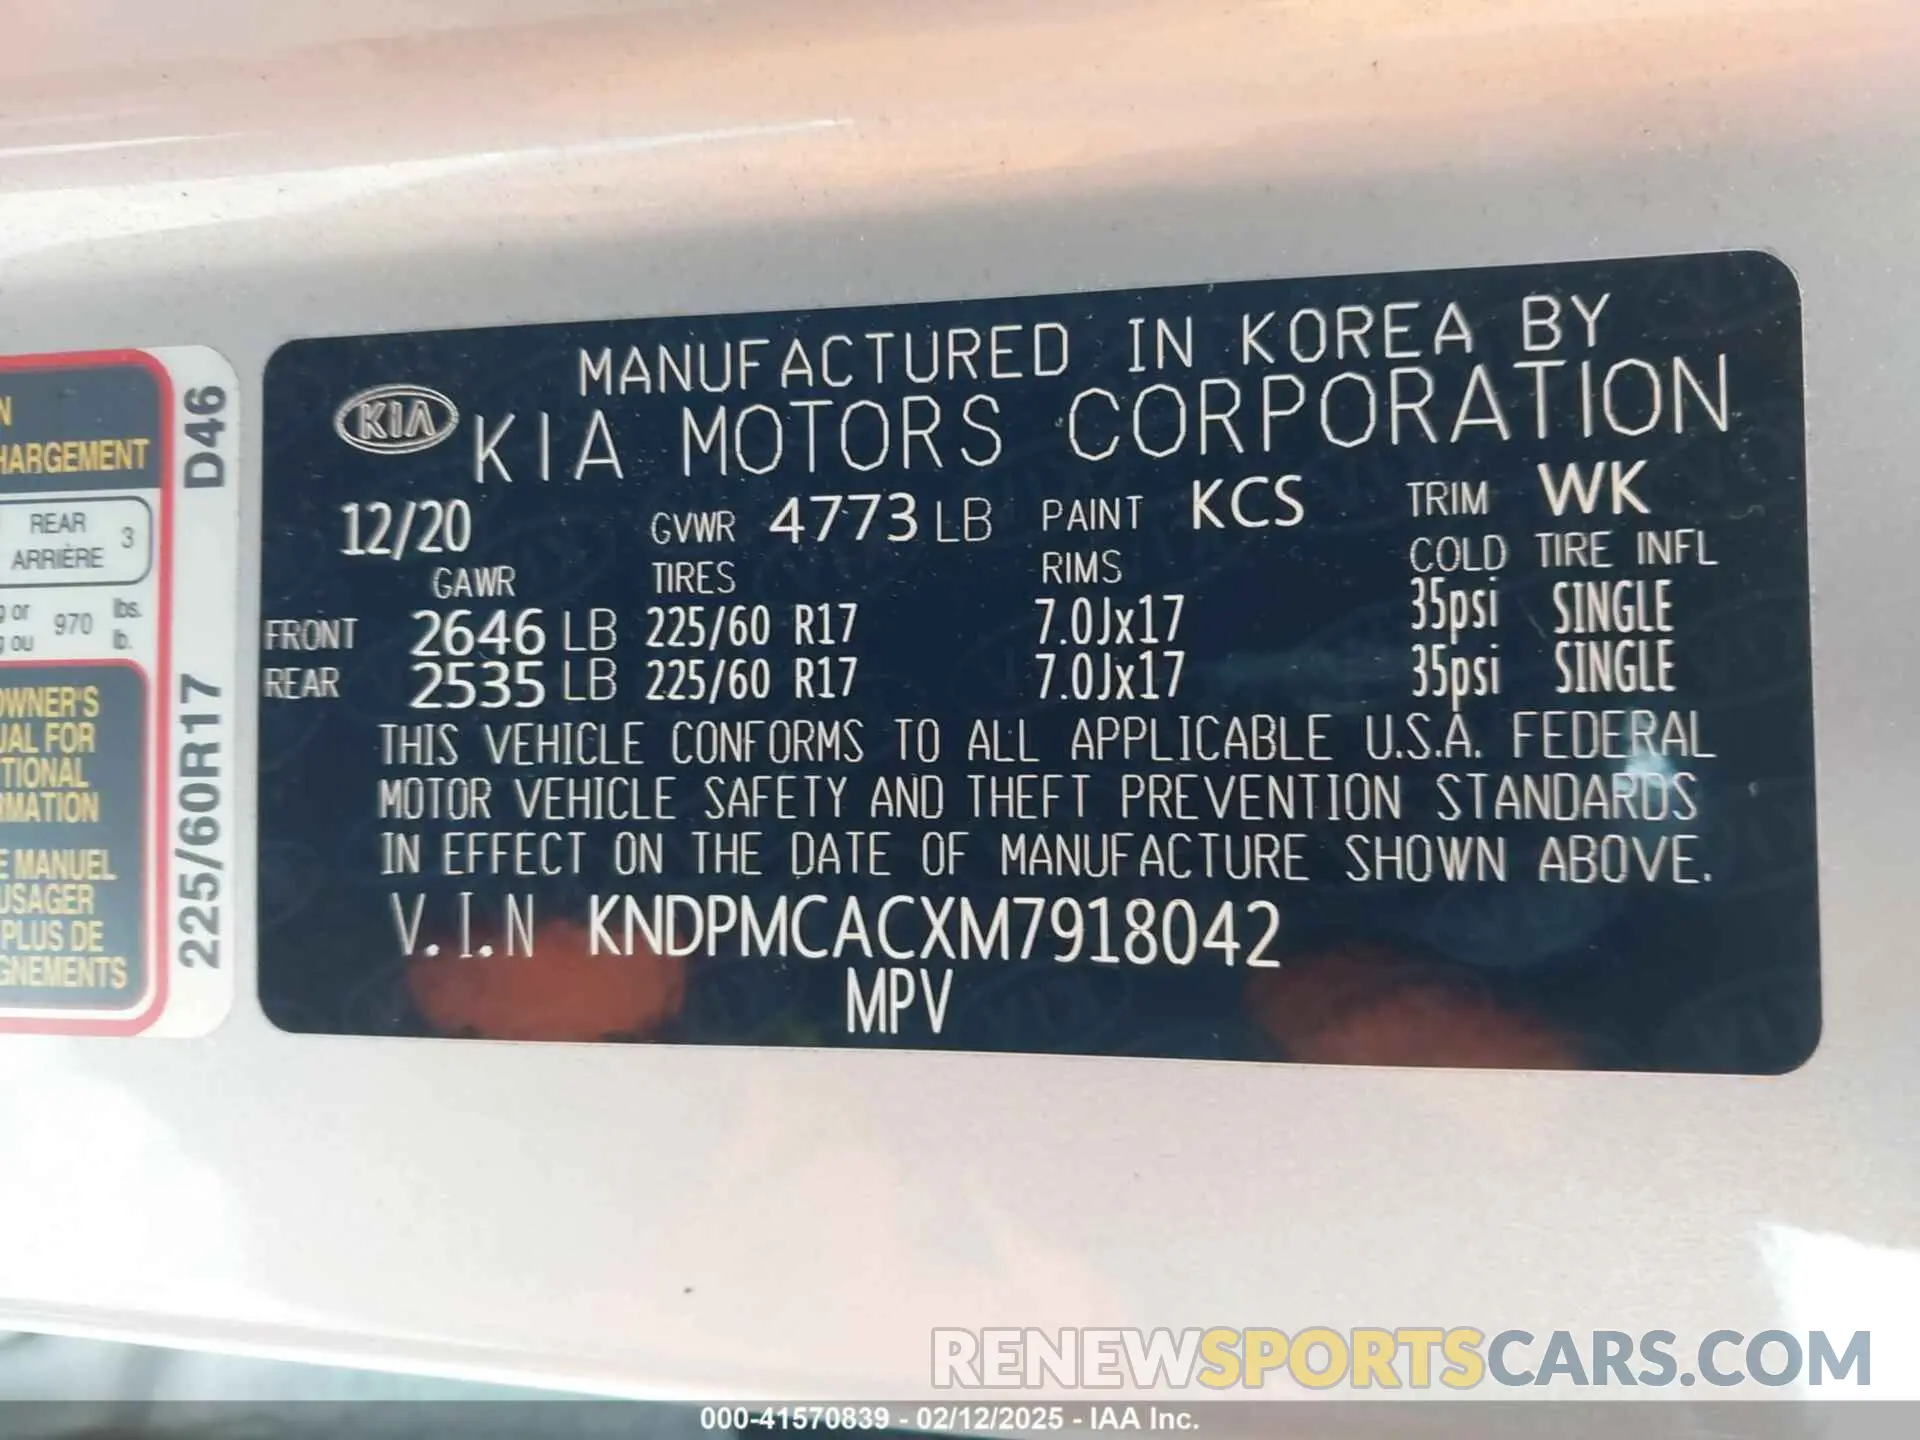 N
HARGEMENT
REAR
ARRIÈRE 3
g or 970 lbs.
g ou lb.
OWNER'S
UAL FOR
TIONAL
RMATION
E MANUEL
USAGER
PLUS DE
GNEMENTS
D46
225/60R17
MANUFACTURED IN KOREA BY
KIA KIA MOTORS CORPORATION
12/20 GVWR 4773 LB PAINT KCS TRIM WK
GAWR TIRES RIMS COLD TIRE INFL
FRONT 2646 LB 225/60 R17 7.0Jx17 35psi SINGLE
REAR 2535 LB 225/60 R17 7.0Jx17 35psi SINGLE
THIS VEHICLE CONFORMS TO ALL APPLICABLE U.S.A. FEDERAL
MOTOR VEHICLE SAFETY AND THEFT PREVENTION STANDARDS
IN EFFECT ON THE DATE OF MANUFACTURE SHOWN ABOVE.
V.I.N KNDPMCACXM7918042
MPV
RENEWSPORTSCARS.COM
000-41570839 - 02/12/2025 - IAA Inc.